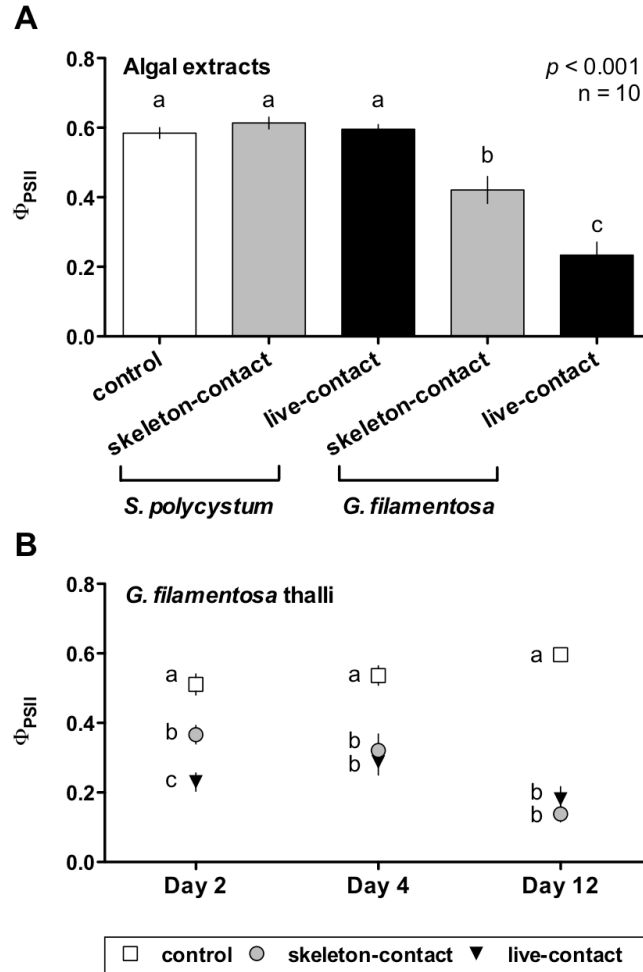 A
0.8
Algal extracts
p < 0.001
n = 10
a
a
a
b
c
0.6
0.4
0.2
0.0
ΦPSII
control
skeleton-contact
live-contact
skeleton-contact
live-contact
S. polycystum
G. filamentosa
B
0.8
G. filamentosa thalli
0.6
0.4
0.2
0.0
ΦPSII
a
b
c
a
b
b
a
b
b
Day 2
Day 4
Day 12
control
skeleton-contact
live-contact